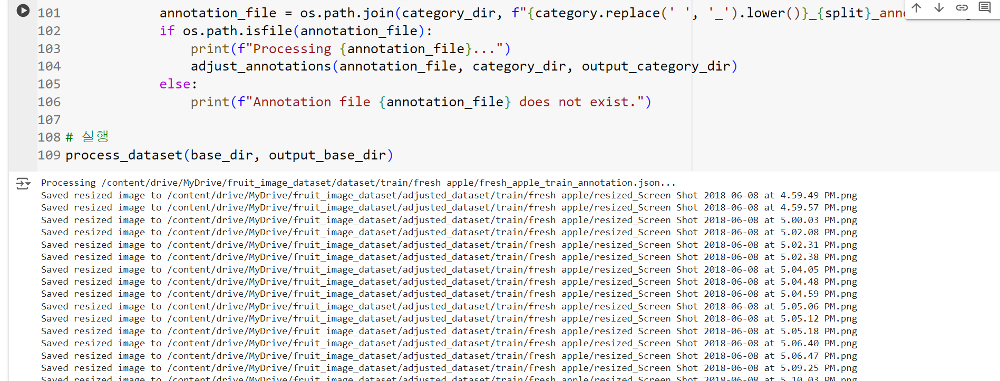 101 annotation_file = os.path.join(category_dir, f"{category.replace(' ', '_').lower()}_{split}_anno
102 if os.path.isfile(annotation_file):
103 print(f"Processing {annotation_file}...")
104 adjust_annotations(annotation_file, category_dir, output_category_dir)
105 else:
106 print(f"Annotation file {annotation_file} does not exist.")
107
108 # 실행
109 process_dataset(base_dir, output_base_dir)
Processing /content/drive/MyDrive/fruit_image_dataset/dataset/train/fresh apple/fresh_apple_train_annotation.json...
Saved resized image to /content/drive/MyDrive/fruit_image_dataset/adjusted_dataset/train/fresh apple/resized_Screen Shot 2018-06-08 at 4.59.49 PM.png
Saved resized image to /content/drive/MyDrive/fruit_image_dataset/adjusted_dataset/train/fresh apple/resized_Screen Shot 2018-06-08 at 4.59.57 PM.png
Saved resized image to /content/drive/MyDrive/fruit_image_dataset/adjusted_dataset/train/fresh apple/resized_Screen Shot 2018-06-08 at 5.00.03 PM.png
Saved resized image to /content/drive/MyDrive/fruit_image_dataset/adjusted_dataset/train/fresh apple/resized_Screen Shot 2018-06-08 at 5.02.08 PM.png
Saved resized image to /content/drive/MyDrive/fruit_image_dataset/adjusted_dataset/train/fresh apple/resized_Screen Shot 2018-06-08 at 5.02.31 PM.png
Saved resized image to /content/drive/MyDrive/fruit_image_dataset/adjusted_dataset/train/fresh apple/resized_Screen Shot 2018-06-08 at 5.02.38 PM.png
Saved resized image to /content/drive/MyDrive/fruit_image_dataset/adjusted_dataset/train/fresh apple/resized_Screen Shot 2018-06-08 at 5.04.05 PM.png
Saved resized image to /content/drive/MyDrive/fruit_image_dataset/adjusted_dataset/train/fresh apple/resized_Screen Shot 2018-06-08 at 5.04.48 PM.png
Saved resized image to /content/drive/MyDrive/fruit_image_dataset/adjusted_dataset/train/fresh apple/resized_Screen Shot 2018-06-08 at 5.04.59 PM.png
Saved resized image to /content/drive/MyDrive/fruit_image_dataset/adjusted_dataset/train/fresh apple/resized_Screen Shot 2018-06-08 at 5.05.06 PM.png
Saved resized image to /content/drive/MyDrive/fruit_image_dataset/adjusted_dataset/train/fresh apple/resized_Screen Shot 2018-06-08 at 5.05.12 PM.png
Saved resized image to /content/drive/MyDrive/fruit_image_dataset/adjusted_dataset/train/fresh apple/resized_Screen Shot 2018-06-08 at 5.05.18 PM.png
Saved resized image to /content/drive/MyDrive/fruit_image_dataset/adjusted_dataset/train/fresh apple/resized_Screen Shot 2018-06-08 at 5.06.40 PM.png
Saved resized image to /content/drive/MyDrive/fruit_image_dataset/adjusted_dataset/train/fresh apple/resized_Screen Shot 2018-06-08 at 5.06.47 PM.png
Saved resized image to /content/drive/MyDrive/fruit_image_dataset/adjusted_dataset/train/fresh apple/resized_Screen Shot 2018-06-08 at 5.09.25 PM.png
Saved resized image to /content/drive/MyDrive/fruit_image_dataset/adjusted_dataset/train/fresh apple/resized_Screen Shot 2018-06-08 at 5.10.03 PM.png